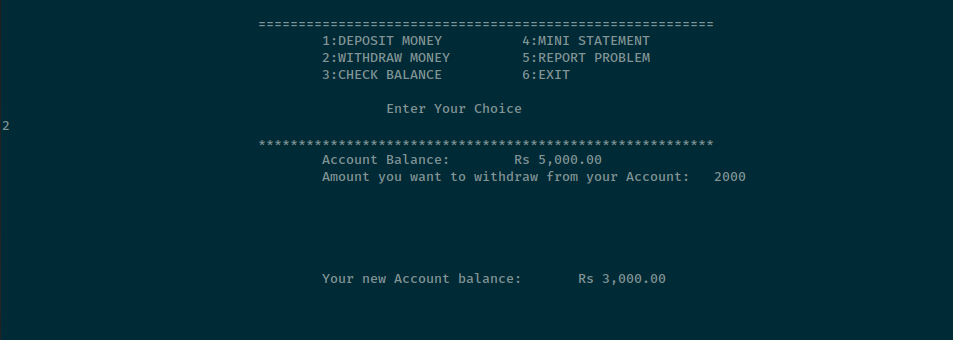 =========================================================
1:DEPOSIT MONEY          4:MINI STATEMENT
2:WITHDRAW MONEY         5:REPORT PROBLEM
3:CHECK BALANCE          6:EXIT
Enter Your Choice
2
*********************************************************
Account Balance:        Rs 5,000.00
Amount you want to withdraw from your Account:   2000
Your new Account balance:       Rs 3,000.00